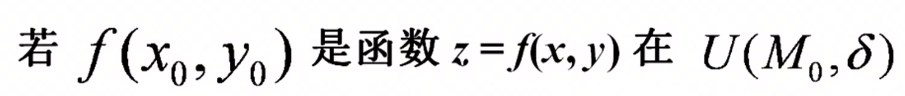 若 f(x₀, y₀) 是函数 z = f(x, y) 在 U(M₀, δ)